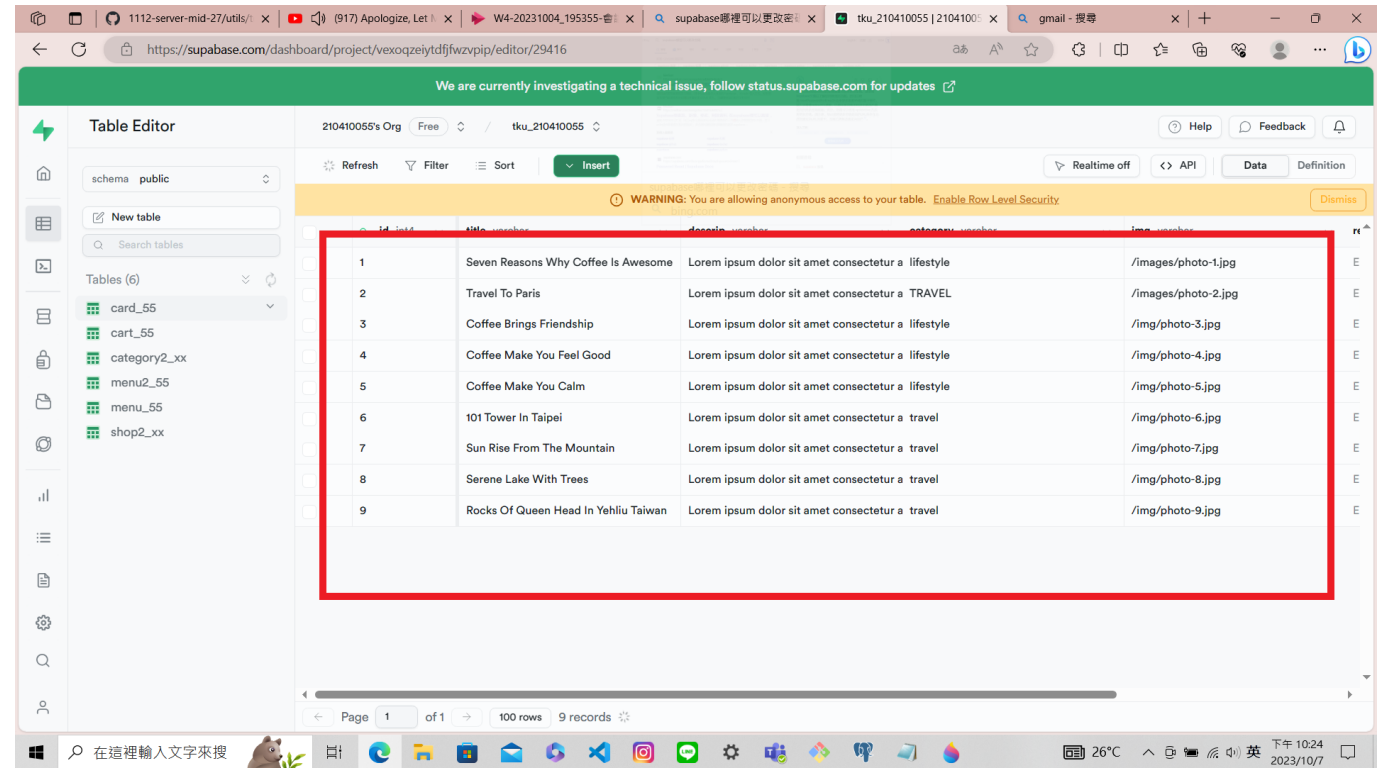 1112-server-mid-27/utils/t
(917) Apologize, Let
W4-20231004_195355-會
supabase哪裡可以更改密
tku_210410055 | 21041005
gmail - 搜尋
https://supabase.com/dashboard/project/vexoqzeiytdfjfwzvpip/editor/29416
We are currently investigating a technical issue, follow status.supabase.com for updates
Table Editor
210410055's Org Free / tku_210410055
Help Feedback
schema public
Refresh Filter Sort Insert
Realtime off <> API Data Definition
WARNING: You are allowing anonymous access to your table. Enable Row Level Security Dismiss
New table
Search tables
Tables (6)
card_55
cart_55
category2_xx
menu2_55
menu_55
shop2_xx
id int4 title varchar descrip varchar category varchar img varchar re
1 Seven Reasons Why Coffee Is Awesome Lorem ipsum dolor sit amet consectetur a lifestyle /images/photo-1.jpg E
2 Travel To Paris Lorem ipsum dolor sit amet consectetur a TRAVEL /images/photo-2.jpg E
3 Coffee Brings Friendship Lorem ipsum dolor sit amet consectetur a lifestyle /img/photo-3.jpg E
4 Coffee Make You Feel Good Lorem ipsum dolor sit amet consectetur a lifestyle /img/photo-4.jpg E
5 Coffee Make You Calm Lorem ipsum dolor sit amet consectetur a lifestyle /img/photo-5.jpg E
6 101 Tower In Taipei Lorem ipsum dolor sit amet consectetur a travel /img/photo-6.jpg E
7 Sun Rise From The Mountain Lorem ipsum dolor sit amet consectetur a travel /img/photo-7.jpg E
8 Serene Lake With Trees Lorem ipsum dolor sit amet consectetur a travel /img/photo-8.jpg E
9 Rocks Of Queen Head In Yehliu Taiwan Lorem ipsum dolor sit amet consectetur a travel /img/photo-9.jpg E
Page 1 of 1 100 rows 9 records
在這裡輸入文字來搜
26°C
英
下午 10:24
2023/10/7